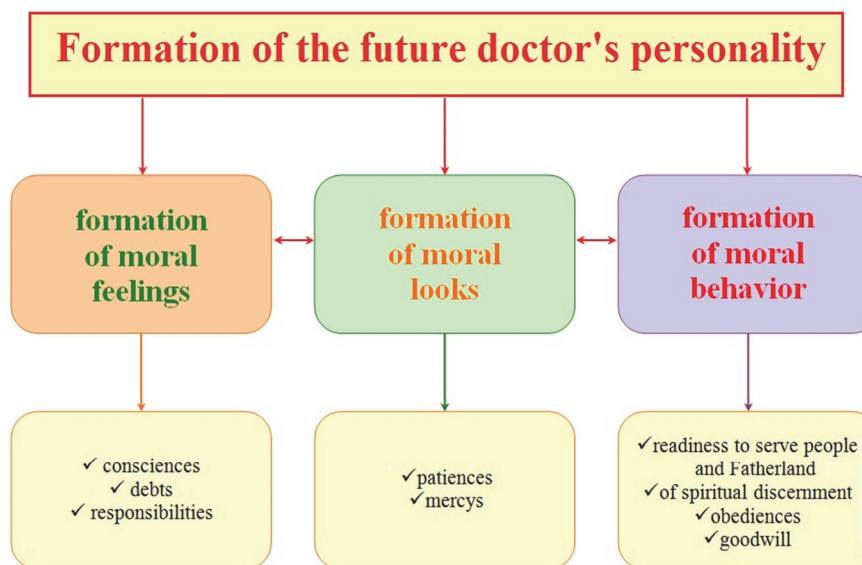 Formation of the future doctor's personality
formation
of moral
feelings
formation
of moral
looks
formation
of moral
behavior
✓ consciences
✓ debts
✓ responsibilities
✓patiences
✓mercys
✓readiness to serve people
and Fatherland
✓of spiritual discernment
✓obediences
✓goodwill